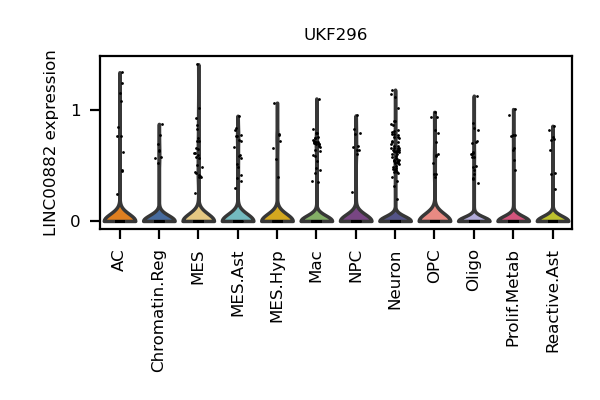 UKF296
LINC00882 expression
1
0
AC
Chromatin.Reg
MES
MES.Ast
MES.Hyp
Mac
NPC
Neuron
OPC
Oligo
Prolif.Metab
Reactive.Ast